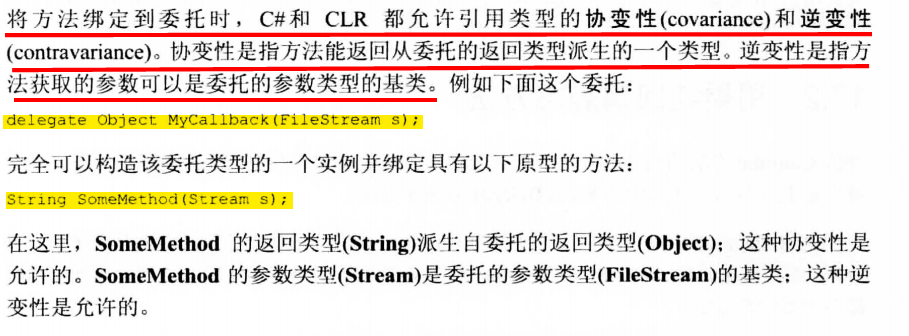 将方法绑定到委托时，C#和 CLR 都允许引用类型的协变性(covariance)和逆变性
(contravariance)。协变性是指方法能返回从委托的返回类型派生的一个类型。逆变性是指方
法获取的参数可以是委托的参数类型的基类。例如下面这个委托：
delegate Object MyCallback(FileStream s);
完全可以构造该委托类型的一个实例并绑定具有以下原型的方法：
String SomeMethod(Stream s);
在这里，SomeMethod 的返回类型(String)派生自委托的返回类型(Object)；这种协变性是
允许的。SomeMethod 的参数类型(Stream)是委托的参数类型(FileStream)的基类；这种逆
变性是允许的。